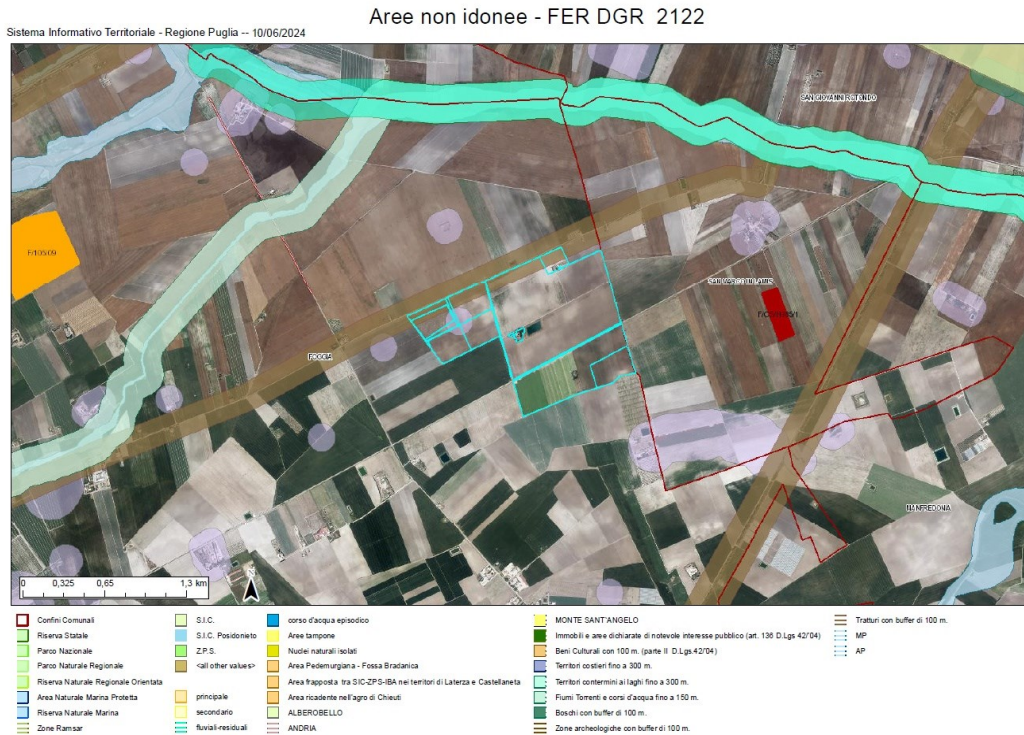 Aree non idonee - FER DGR 2122
Sistema Informativo Territoriale - Regione Puglia -- 10/06/2024
SAN GIOVANNI ROTONDO
F/105/09
SAN MARCO IN LAMIS
FOGGIA
MANFREDONIA
0 0,325 0,65 1,3 km
Confini Comunali
Riserva Statale
Parco Nazionale
Parco Naturale Regionale
Riserva Naturale Regionale Orientata
Area Naturale Marina Protetta
Riserva Naturale Marina
Zone Ramsar
S.I.C.
S.I.C. Posidonieto
Z.P.S.
<all other values>
principale
secondario
fluviali-residuali
corso d'acqua episodico
Aree tampone
Nuclei naturali isolati
Area Pedemurgiana - Fossa Bradanica
Area frapposta tra SIC-ZPS-IBA nei territori di Laterza e Castellaneta
Area ricadente nell'agro di Chieuti
ALBEROBELLO
ANDRIA
MONTE SANT'ANGELO
Immobili e aree dichiarate di notevole interesse pubblico (art. 136 D.Lgs 42/'04)
Beni Culturali con 100 m. (parte II D.Lgs.42/'04)
Territori costieri fino a 300 m.
Territori contermini ai laghi fino a 300 m.
Fiumi Torrenti e corsi d'acqua fino a 150 m.
Boschi con buffer di 100 m.
Zone archeologiche con buffer di 100 m.
Tratturi con buffer di 100 m.
MP
AP